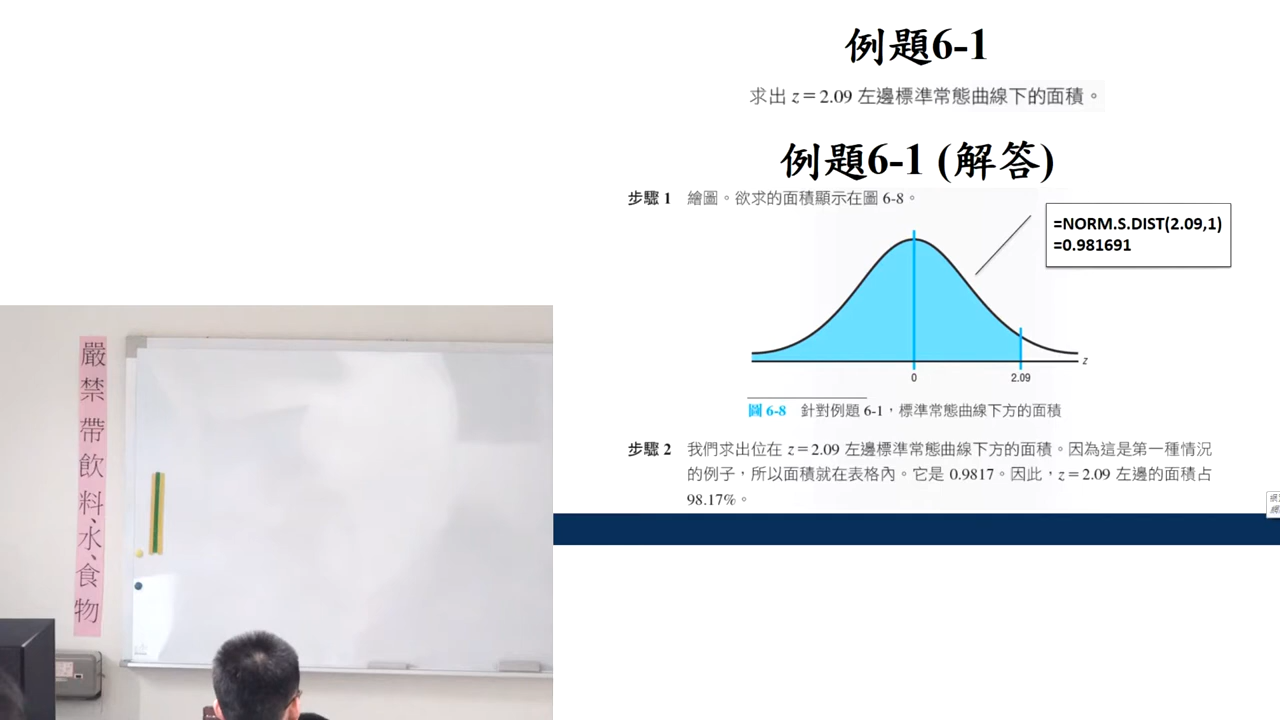 例題6-1
求出 z = 2.09 左邊標準常態曲線下的面積。
例題6-1 (解答)
步驟 1 繪圖。欲求的面積顯示在圖 6-8。
=NORM.S.DIST(2.09,1)
=0.981691
z
0
2.09
圖 6-8 針對例題 6-1，標準常態曲線下方的面積
步驟 2 我們求出位在 z = 2.09 左邊標準常態曲線下方的面積。因為這是第一種情況
的例子，所以面積就在表格內。它是 0.9817。因此，z = 2.09 左邊的面積占
98.17%。
嚴禁帶飲料、水、食物